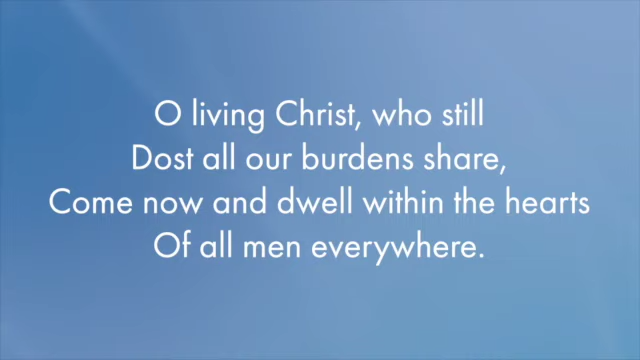 O living Christ, who still
Dost all our burdens share,
Come now and dwell within the hearts
Of all men everywhere.